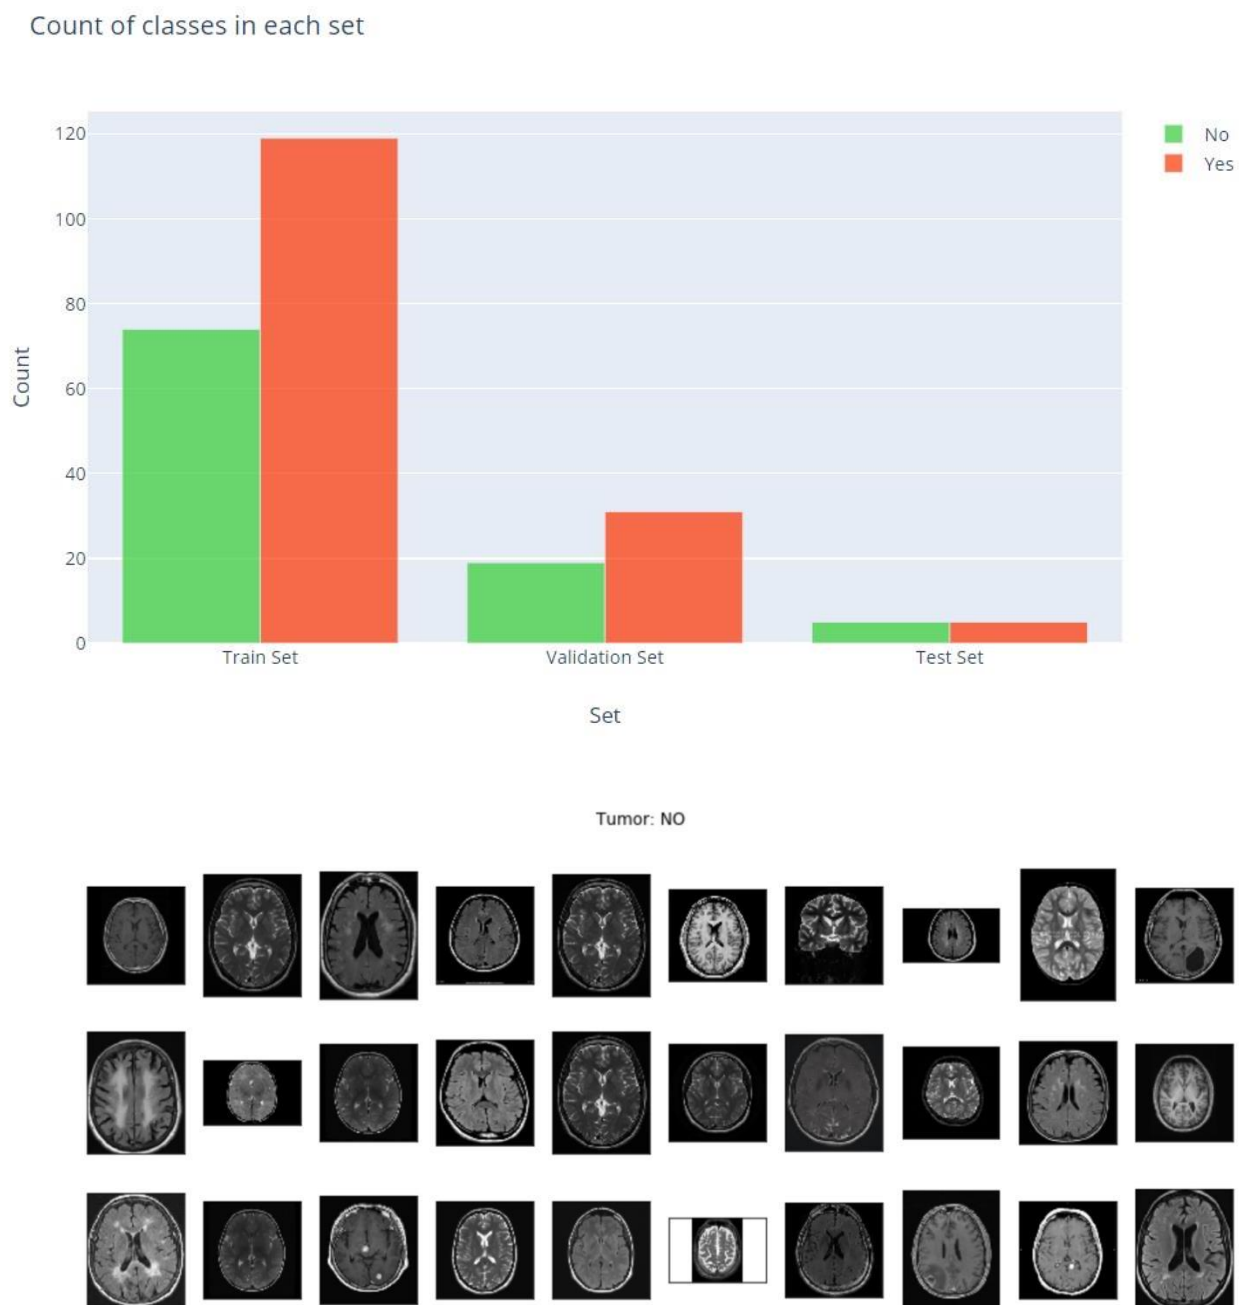 Count of classes in each set
120
No
Yes
100
80
60
40
20
0
Count
Train Set Validation Set Test Set
Set
Tumor: NO